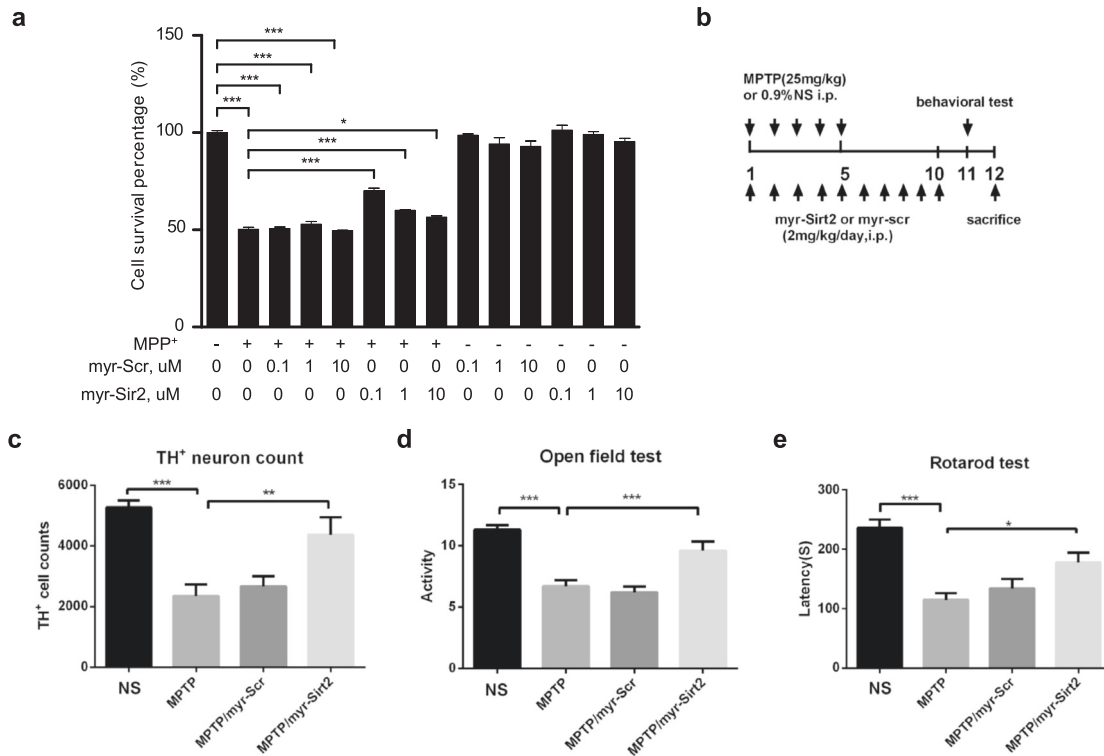 a
Cell survival percentage (%)
150
100
50
0
***
***
***
***
*
***
***
MPP+ - + + + + + + + - - - - - -
myr-Scr, uM 0 0 0.1 1 10 0 0 0 0.1 1 10 0 0 0
myr-Sir2, uM 0 0 0 0 0 0.1 1 10 0 0 0 0.1 1 10
b
MPTP(25mg/kg)
or 0.9%NS i.p.
behavioral test
1 5 10 11 12
myr-Sirt2 or myr-scr
(2mg/kg/day,i.p.)
sacrifice
c
TH+ neuron count
TH+ cell counts
6000
4000
2000
0
***
**
NS
MPTP
MPTP/myr-Scr
MPTP/myr-Sirt2
d
Open field test
Activity
15
10
5
0
***
***
NS
MPTP
MPTP/myr-Scr
MPTP/myr-Sirt2
e
Rotarod test
Latency(S)
300
200
100
0
***
*
NS
MPTP
MPTP/myr-Scr
MPTP/myr-Sirt2